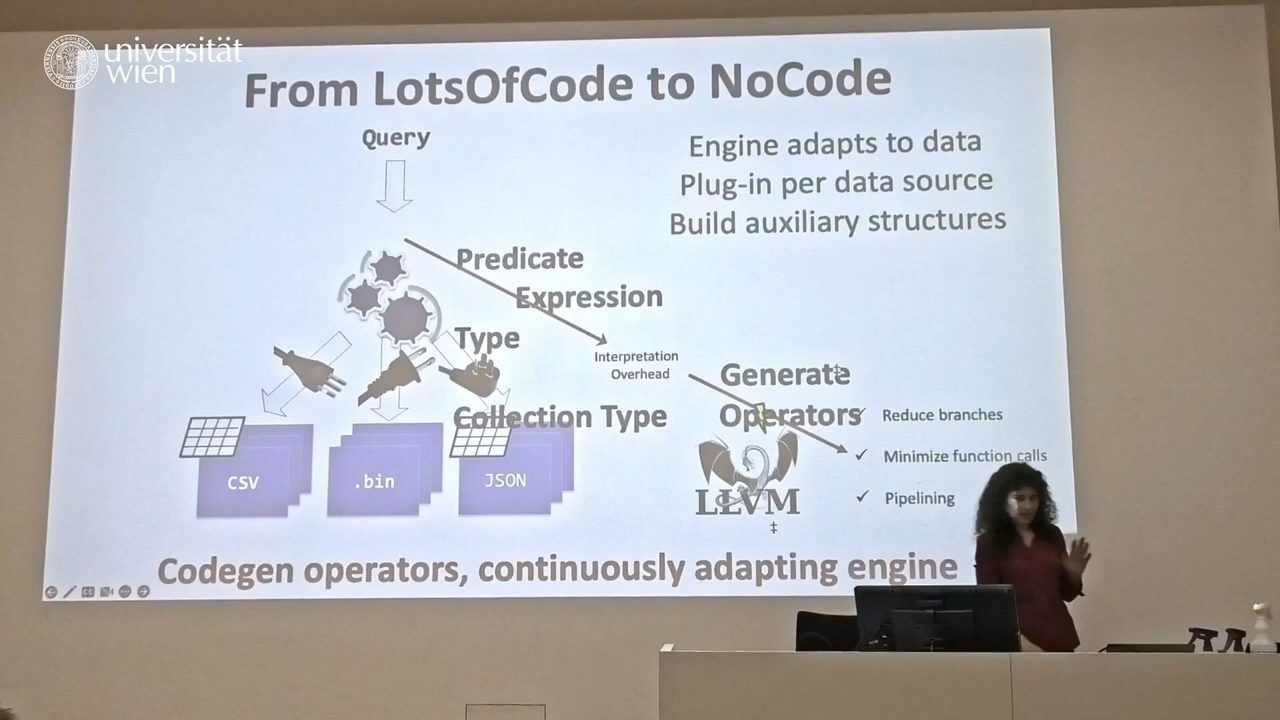 universität
wien
From LotsOfCode to NoCode
Query
Engine adapts to data
Plug-in per data source
Build auxiliary structures
Predicate
Expression
Type
Interpretation
Overhead
Collection Type
Generate‡
Operators
✓ Reduce branches
✓ Minimize function calls
✓ Pipelining
CSV
.bin
JSON
LLVM
‡
Codegen operators, continuously adapting engine